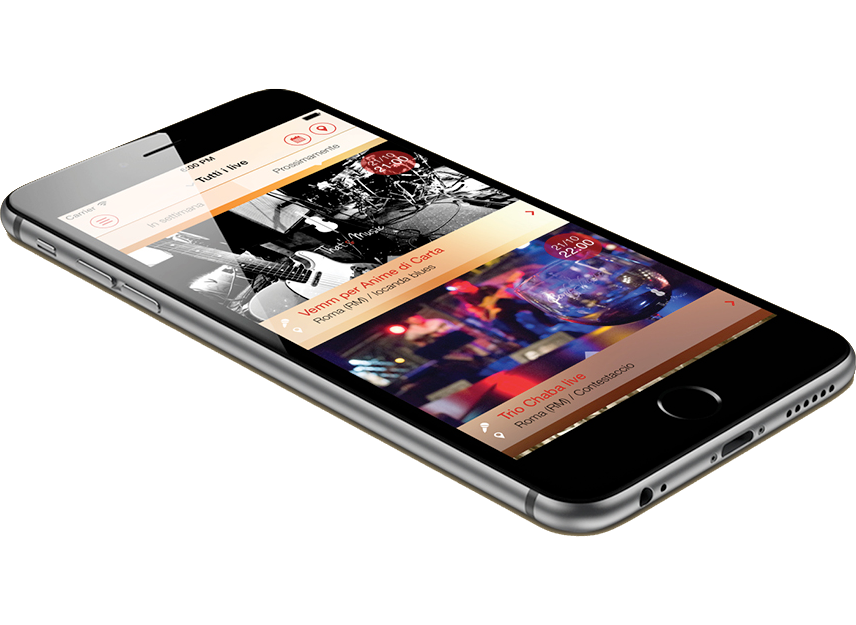 Carrier
5:00 PM
Tutti i live
In settimana
Prossimamente
21/10
21:00
That's Music
Vemm per Anime di Carta
Roma (RM) / locanda blues
21/10
22:00
Trio Chaba live
Roma (RM) / Contestaccio